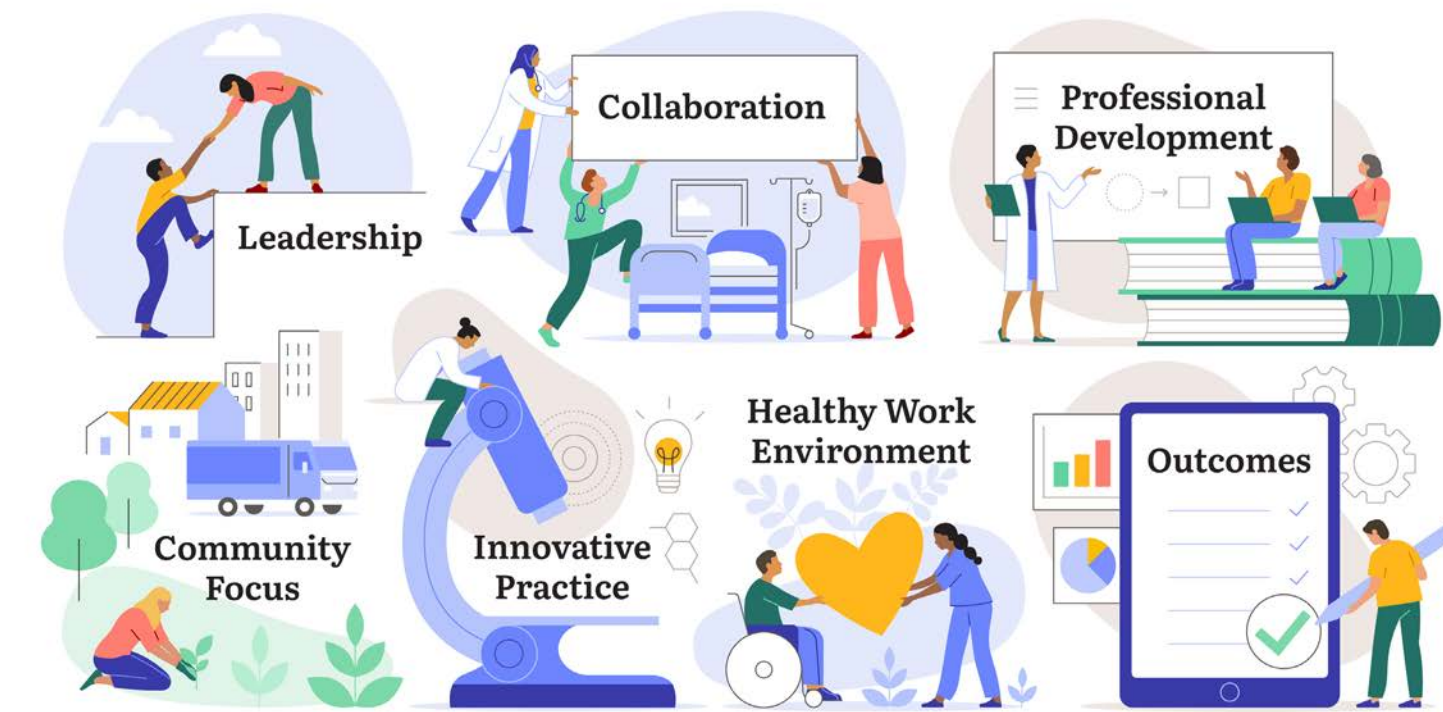 Leadership
Collaboration
Professional
Development
Community
Focus
Innovative
Practice
Healthy Work
Environment
Outcomes